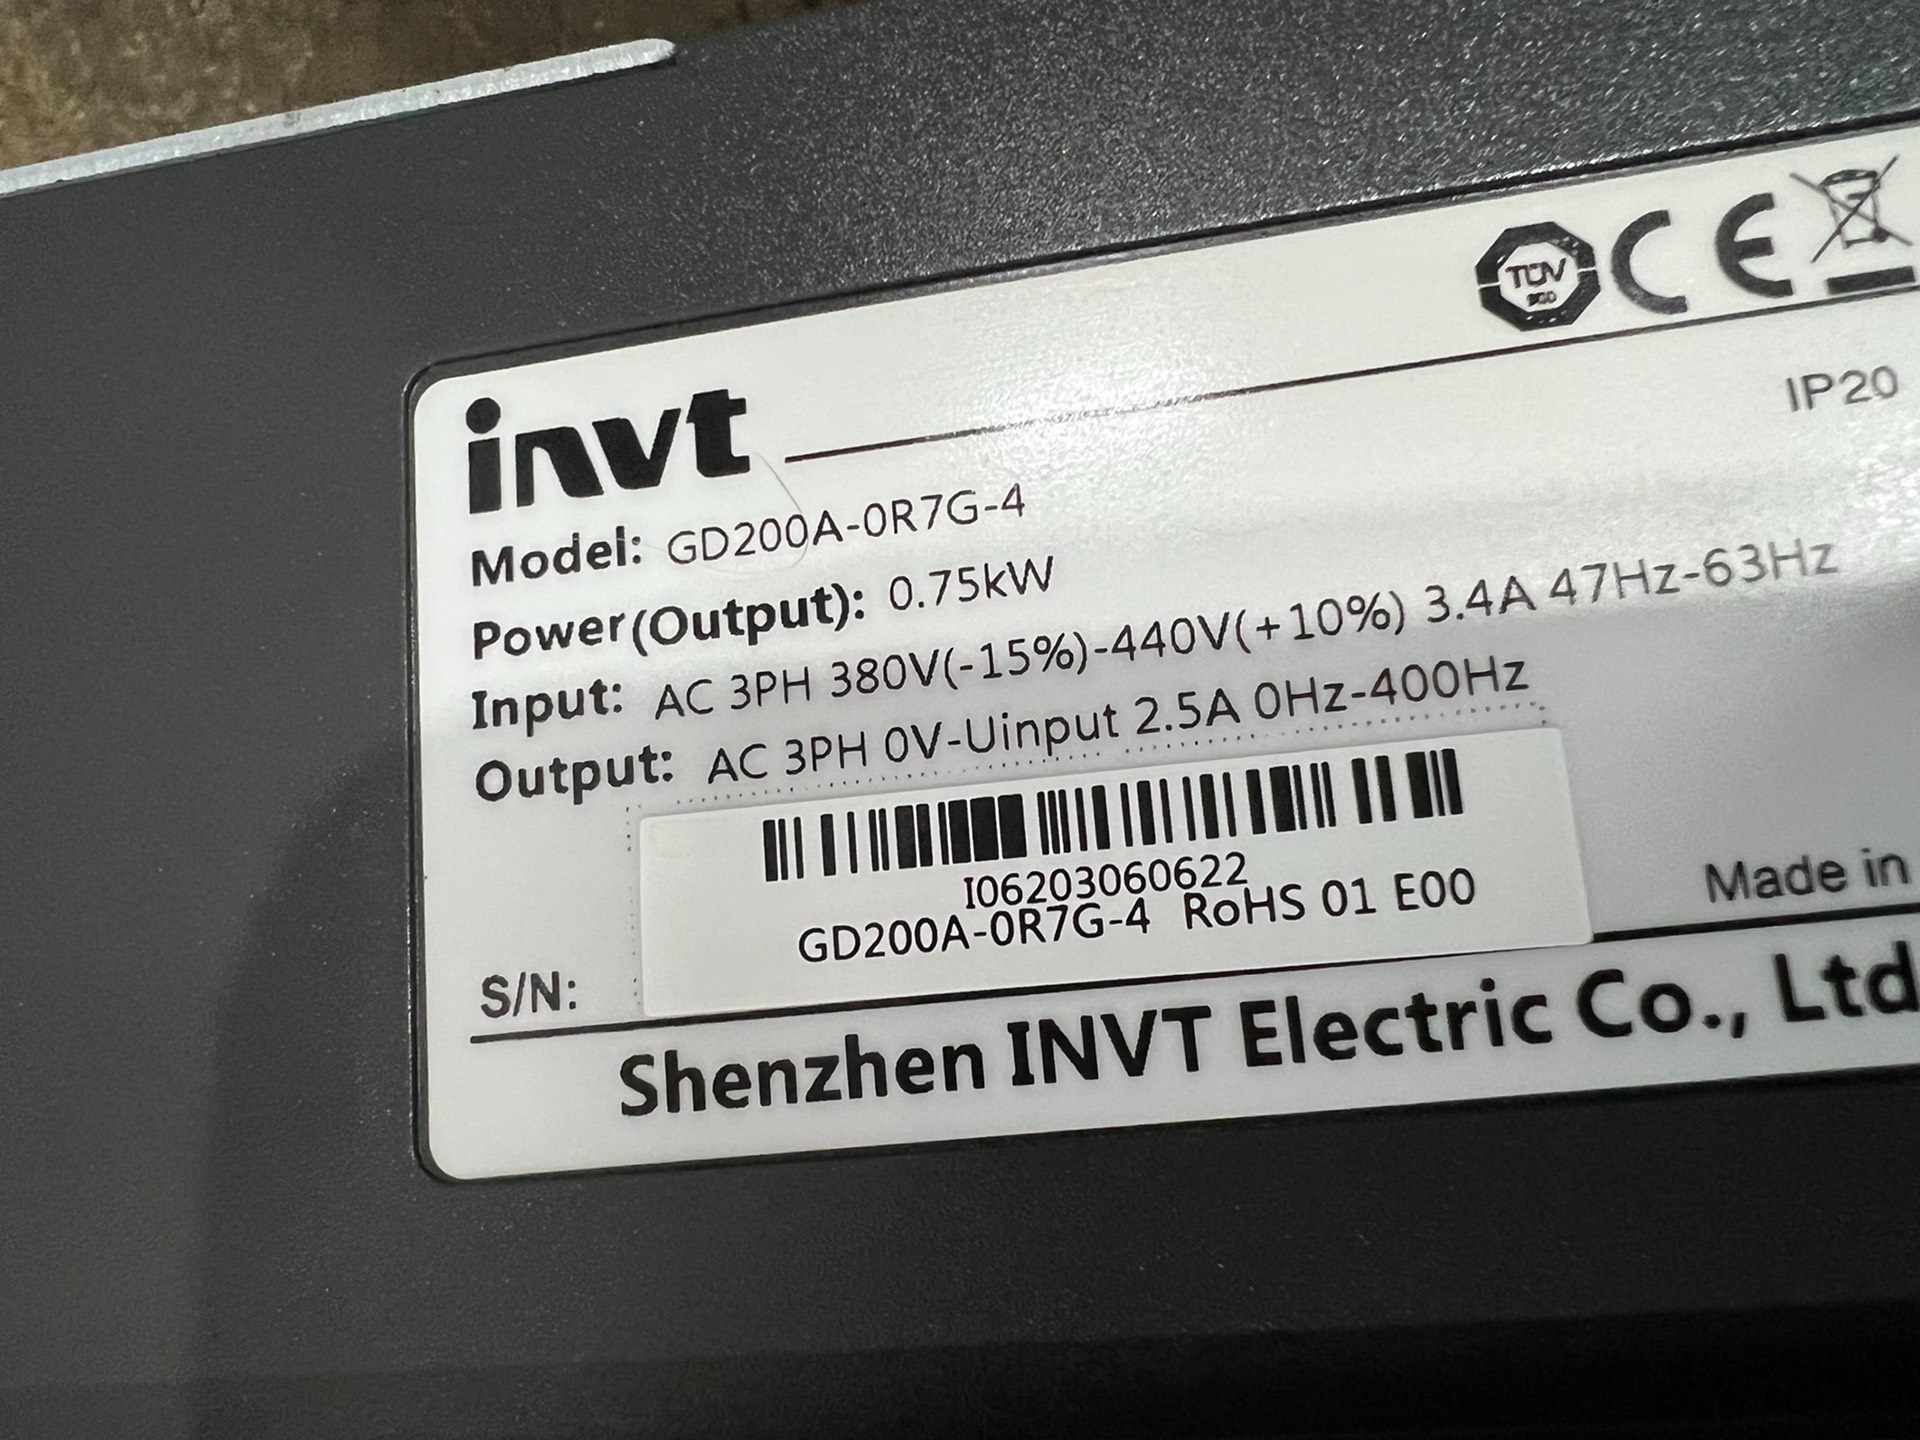 TÜV CE
invt
IP20
Model: GD200A-0R7G-4
Power(Output): 0.75kW
Input: AC 3PH 380V(-15%)-440V(+10%) 3.4A 47Hz-63Hz
Output: AC 3PH 0V-Uinput 2.5A 0Hz-400Hz
I06203060622
GD200A-0R7G-4 RoHS 01 E00
S/N:
Made in
Shenzhen INVT Electric Co., Ltd